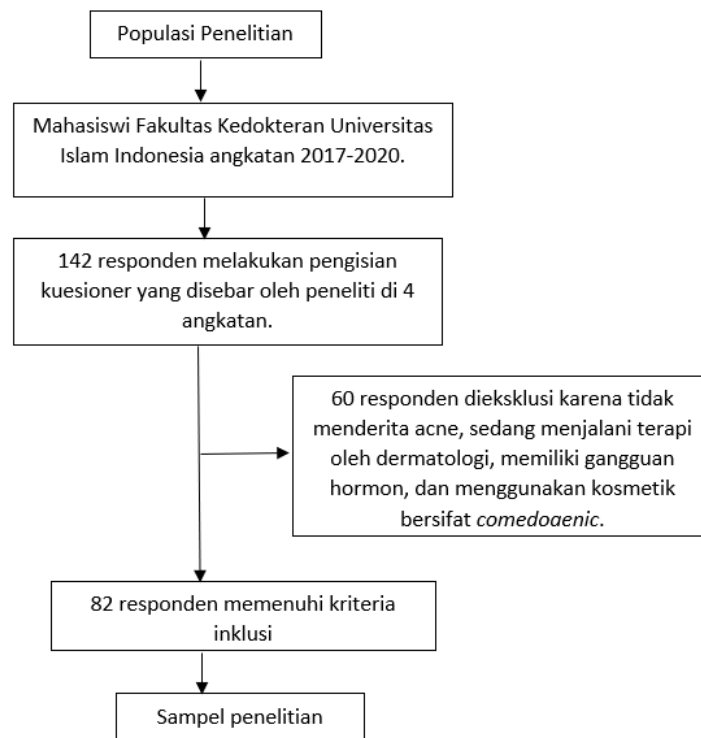 Populasi Penelitian
Mahasiswi Fakultas Kedokteran Universitas
Islam Indonesia angkatan 2017-2020.
142 responden melakukan pengisian
kuesioner yang disebar oleh peneliti di 4
angkatan.
60 responden dieksklusi karena tidak
menderita acne, sedang menjalani terapi
oleh dermatologi, memiliki gangguan
hormon, dan menggunakan kosmetik
bersifat comedogenic.
82 responden memenuhi kriteria
inklusi
Sampel penelitian